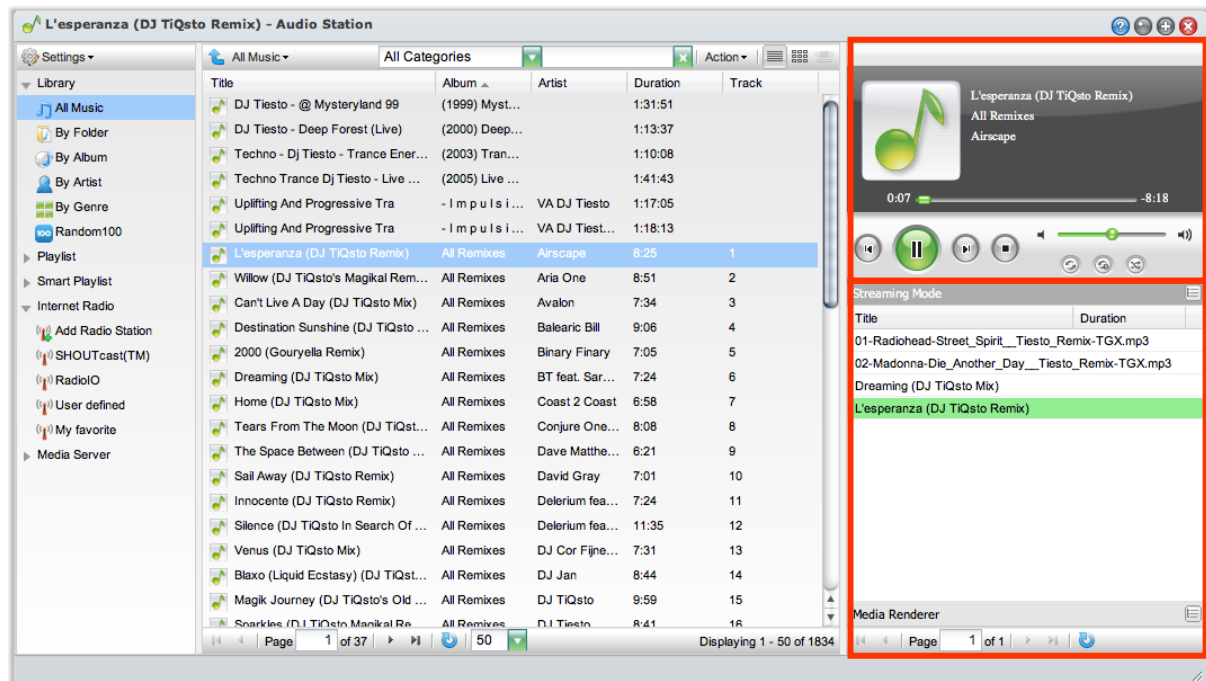 L'esperanza (DJ TiQsto Remix) - Audio Station
Settings
Library
All Music
By Folder
By Album
By Artist
By Genre
100 Random100
Playlist
Smart Playlist
Internet Radio
Add Radio Station
SHOUTcast(TM)
RadioIO
User defined
My favorite
Media Server
All Music All Categories Action
Title Album Artist Duration Track
DJ Tiesto - @ Mysteryland 99 (1999) Myst... 1:31:51
DJ Tiesto - Deep Forest (Live) (2000) Deep... 1:13:37
Techno - Dj Tiesto - Trance Ener... (2003) Tran... 1:10:08
Techno Trance Dj Tiesto - Live ... (2005) Live ... 1:41:43
Uplifting And Progressive Tra - I m p u l s i ... VA DJ Tiesto 1:17:05
Uplifting And Progressive Tra - I m p u l s i ... VA DJ Tiest... 1:18:13
L'esperanza (DJ TiQsto Remix) All Remixes Airscape 8:25 1
Willow (DJ TiQsto's Magikal Rem... All Remixes Aria One 8:51 2
Can't Live A Day (DJ TiQsto Mix) All Remixes Avalon 7:34 3
Destination Sunshine (DJ TiQsto ... All Remixes Balearic Bill 9:06 4
2000 (Gouryella Remix) All Remixes Binary Finary 7:05 5
Dreaming (DJ TiQsto Mix) All Remixes BT feat. Sar... 7:24 6
Home (DJ TiQsto Mix) All Remixes Coast 2 Coast 6:58 7
Tears From The Moon (DJ TiQst... All Remixes Conjure One... 8:08 8
The Space Between (DJ TiQsto ... All Remixes Dave Matthe... 6:21 9
Sail Away (DJ TiQsto Remix) All Remixes David Gray 7:01 10
Innocente (DJ TiQsto Remix) All Remixes Delerium fea... 7:24 11
Silence (DJ TiQsto In Search Of ... All Remixes Delerium fea... 11:35 12
Venus (DJ TiQsto Mix) All Remixes DJ Cor Fijne... 7:31 13
Blaxo (Liquid Ecstasy) (DJ TiQst... All Remixes DJ Jan 8:44 14
Magik Journey (DJ TiQsto's Old ... All Remixes DJ TiQsto 9:59 15
Sparkles (DJ TiQsto Magikal Re... All Remixes DJ Tiesto 8:41 16
Page 1 of 37 50 Displaying 1 - 50 of 1834
L'esperanza (DJ TiQsto Remix)
All Remixes
Airscape
0:07 -8:18
Streaming Mode
Title Duration
01-Radiohead-Street_Spirit__Tiesto_Remix-TGX.mp3
02-Madonna-Die_Another_Day__Tiesto_Remix-TGX.mp3
Dreaming (DJ TiQsto Mix)
L'esperanza (DJ TiQsto Remix)
Media Renderer
Page 1 of 1